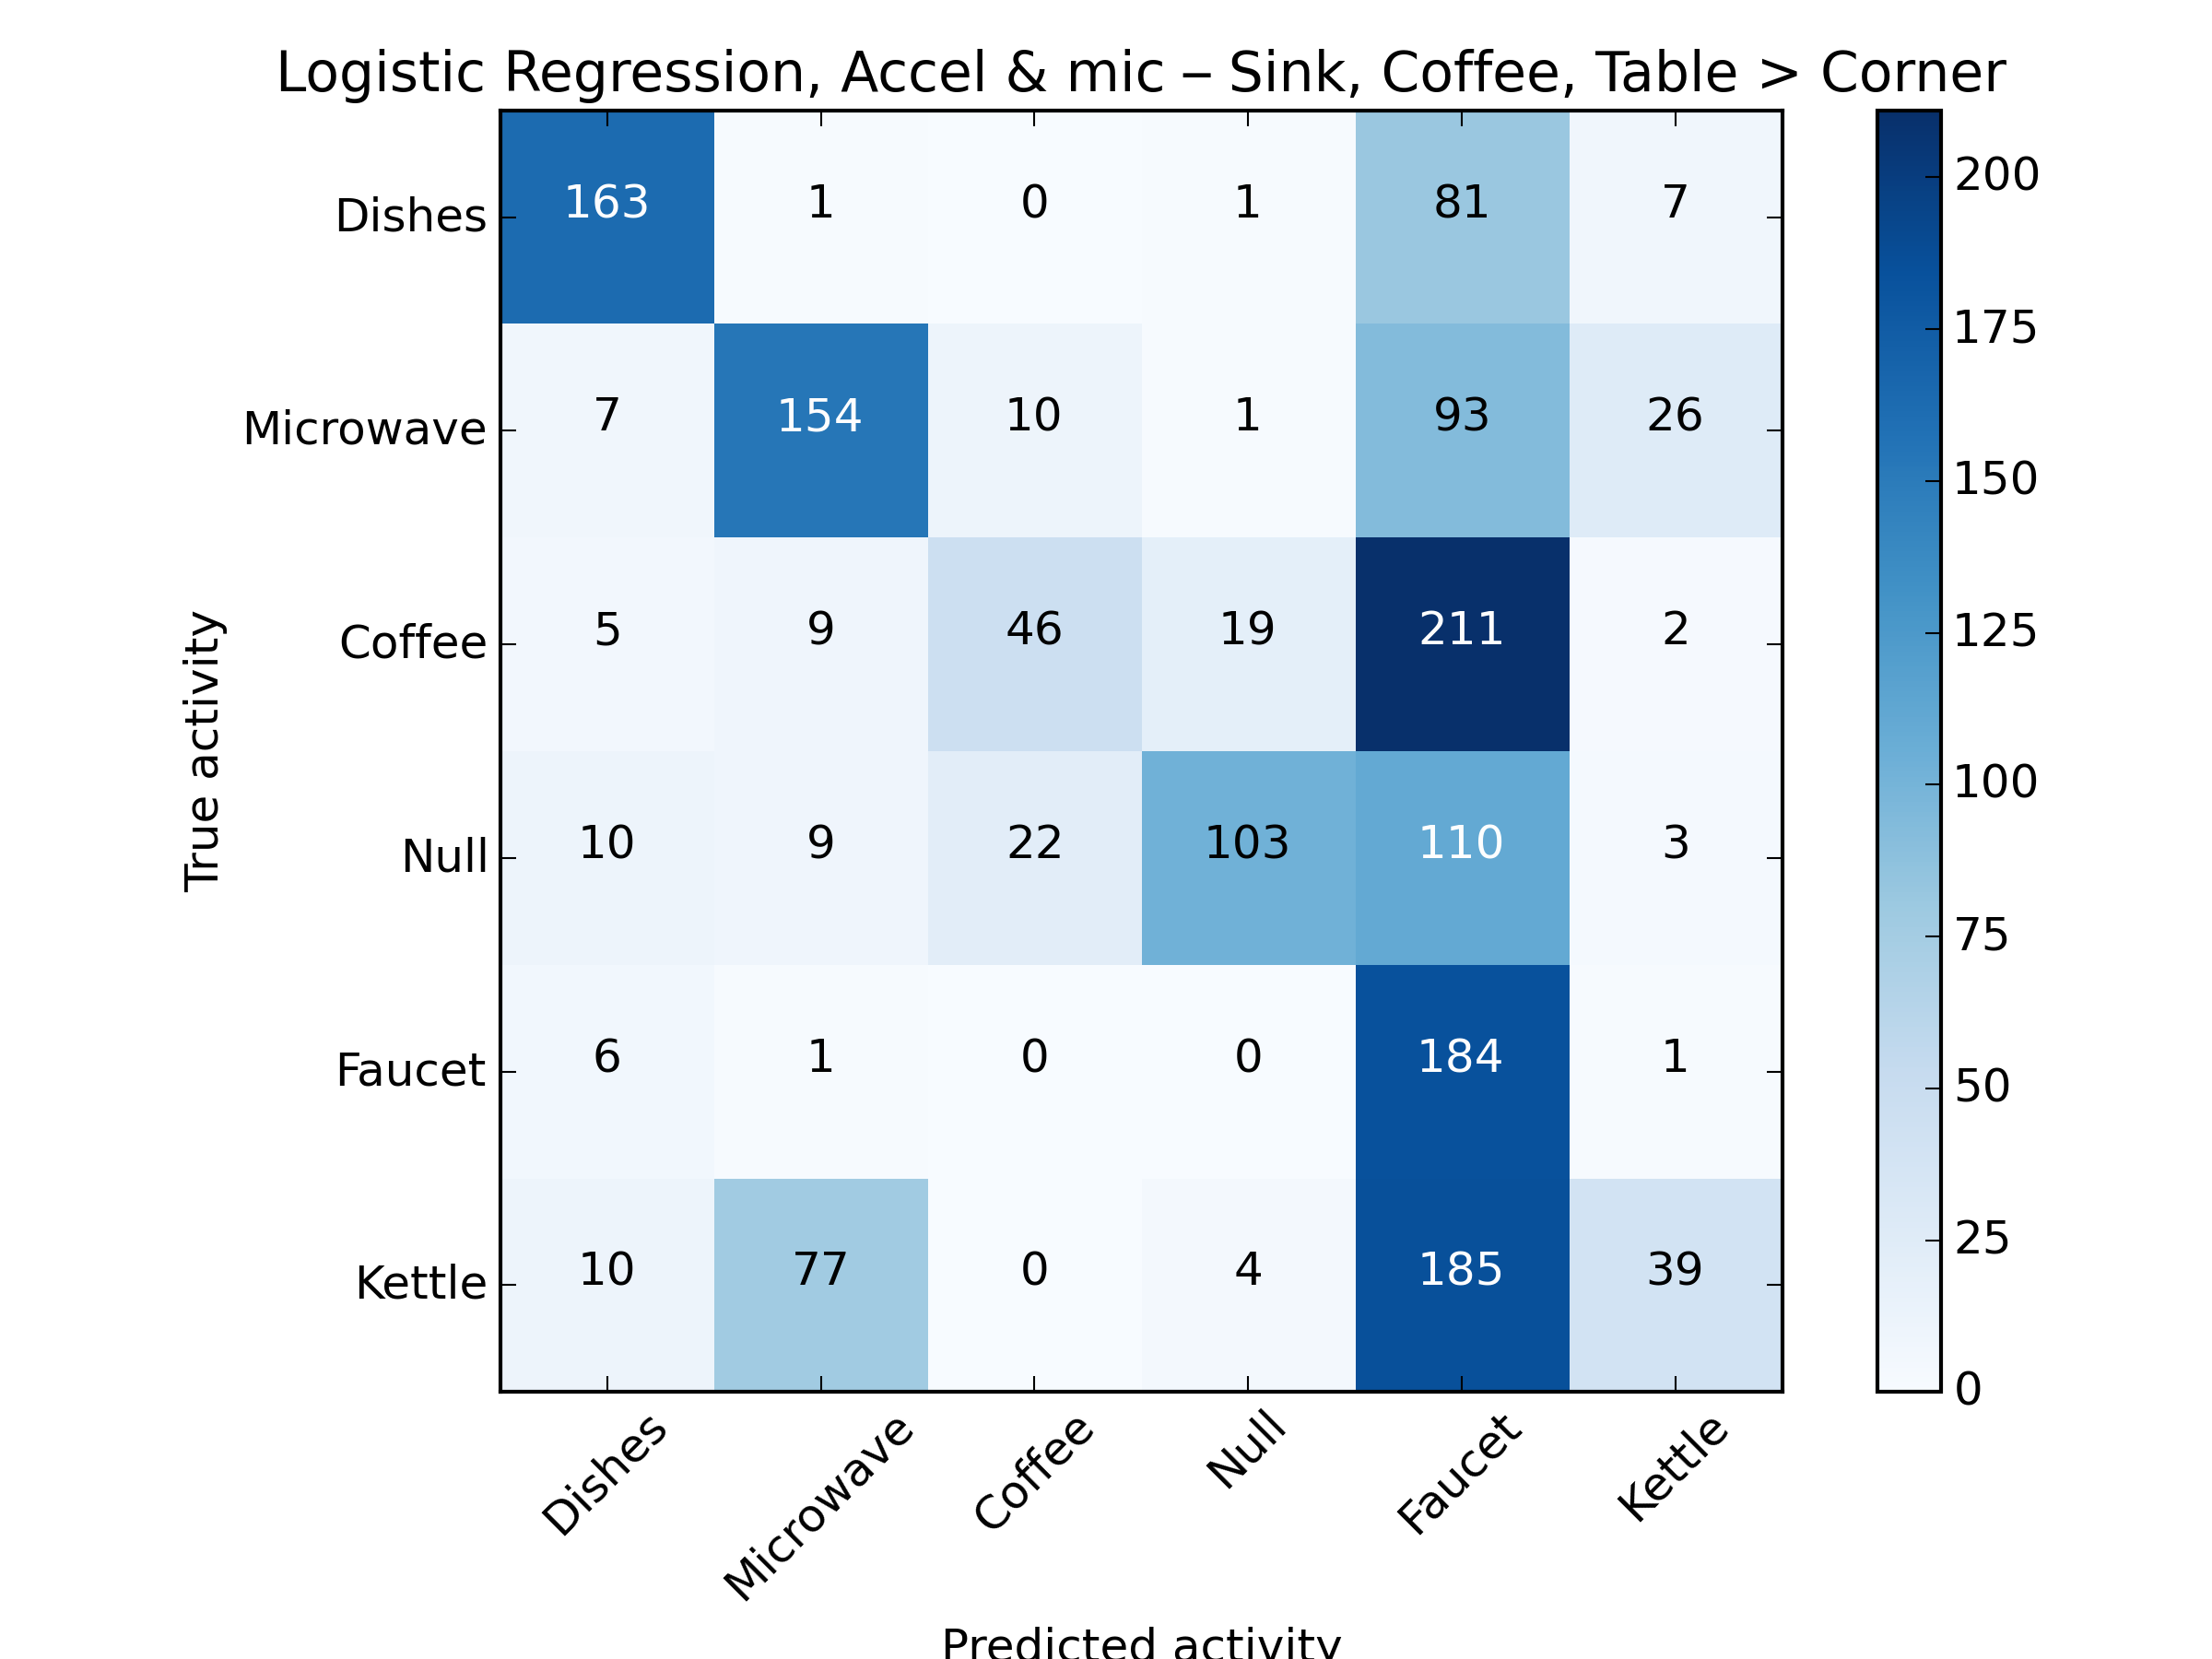 Logistic Regression, Accel & mic – Sink, Coffee, Table > Corner
Dishes 163 1 0 1 81 7
Microwave 7 154 10 1 93 26
Coffee 5 9 46 19 211 2
Null 10 9 22 103 110 3
Faucet 6 1 0 0 184 1
Kettle 10 77 0 4 185 39
True activity
Dishes Microwave Coffee Null Faucet Kettle
Predicted activity
200
175
150
125
100
75
50
25
0